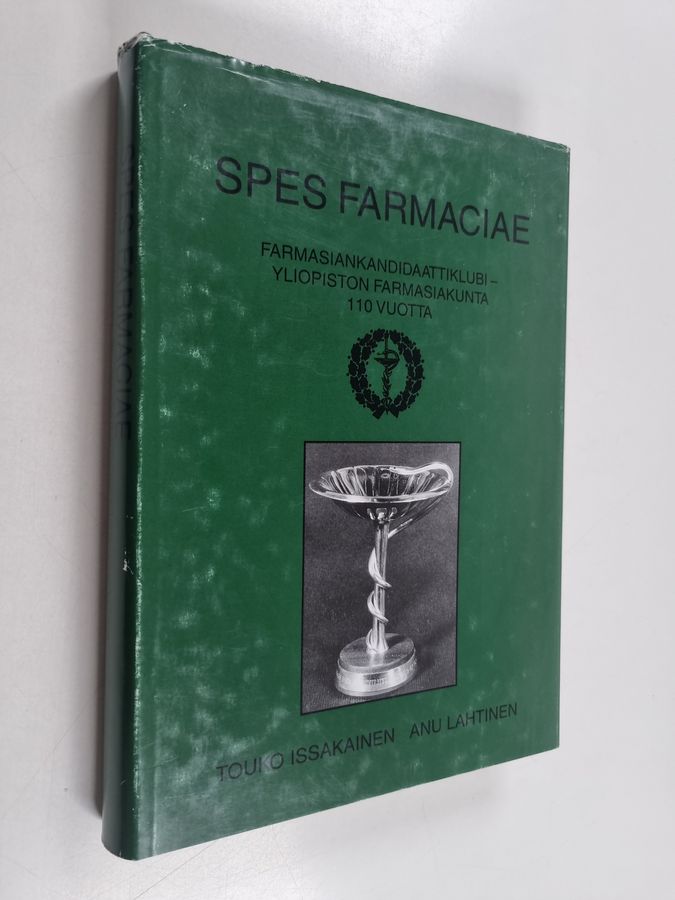 SPES FARMACIAE
FARMASIANKANDIDAATTIKLUBI –
YLIOPISTON FARMASIAKUNTA
110 VUOTTA
TOUKO ISSAKAINEN ANU LAHTINEN
SPES FARMACIAE